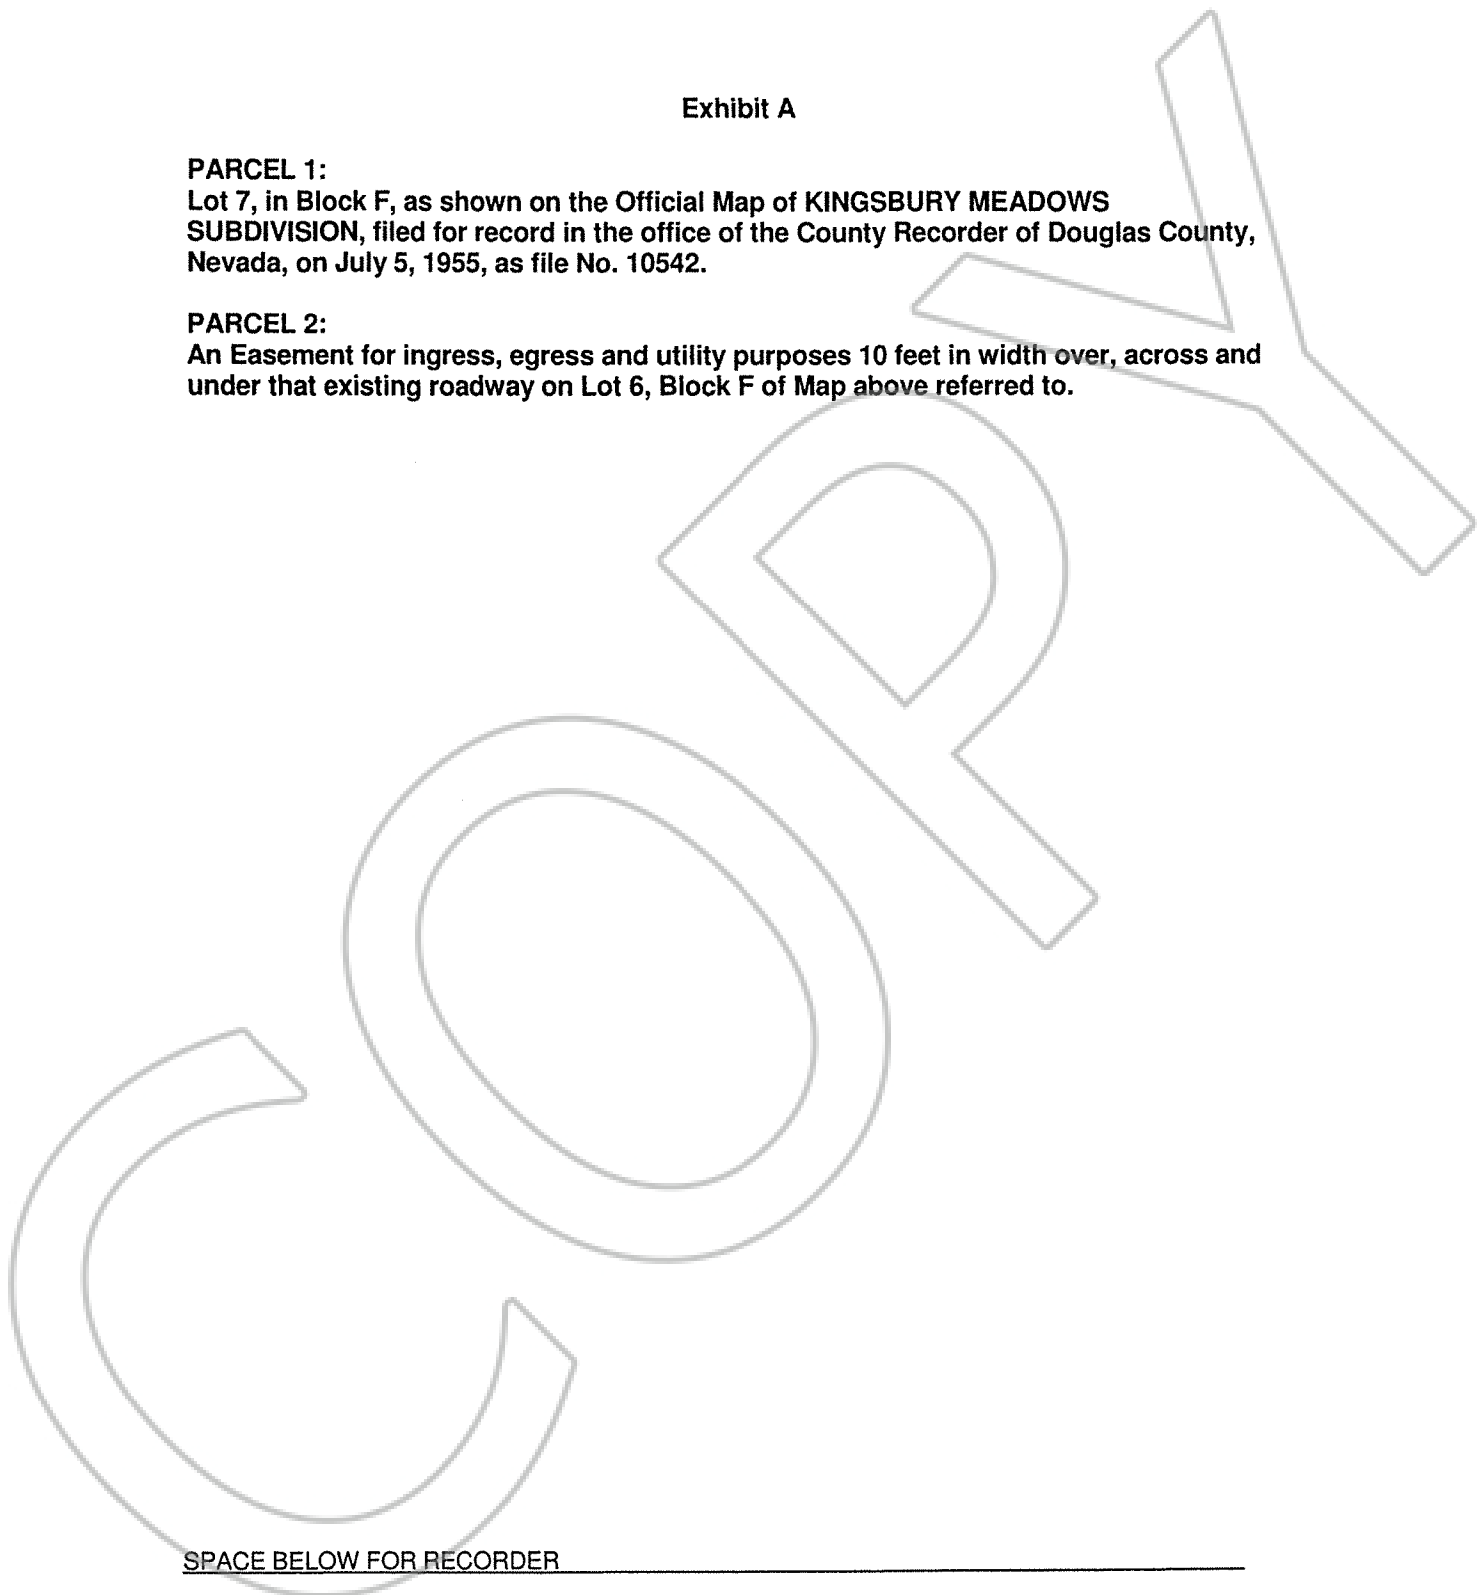 Exhibit A
PARCEL 1:
Lot 7, in Block F, as shown on the Official Map of KINGSBURY MEADOWS
SUBDIVISION, filed for record in the office of the County Recorder of Douglas County,
Nevada, on July 5, 1955, as file No. 10542.
PARCEL 2:
An Easement for ingress, egress and utility purposes 10 feet in width over, across and
under that existing roadway on Lot 6, Block F of Map above referred to.
COPY
SPACE BELOW FOR RECORDER